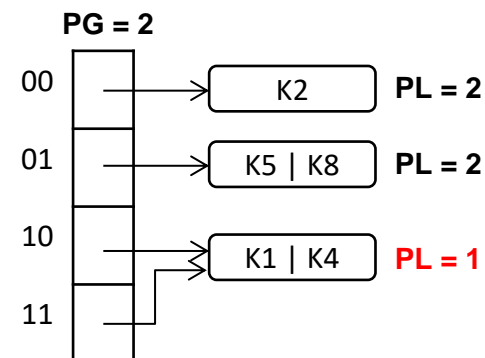 PG = 2
00 K2 PL = 2
01 K5 | K8 PL = 2
10 K1 | K4 PL = 1
11